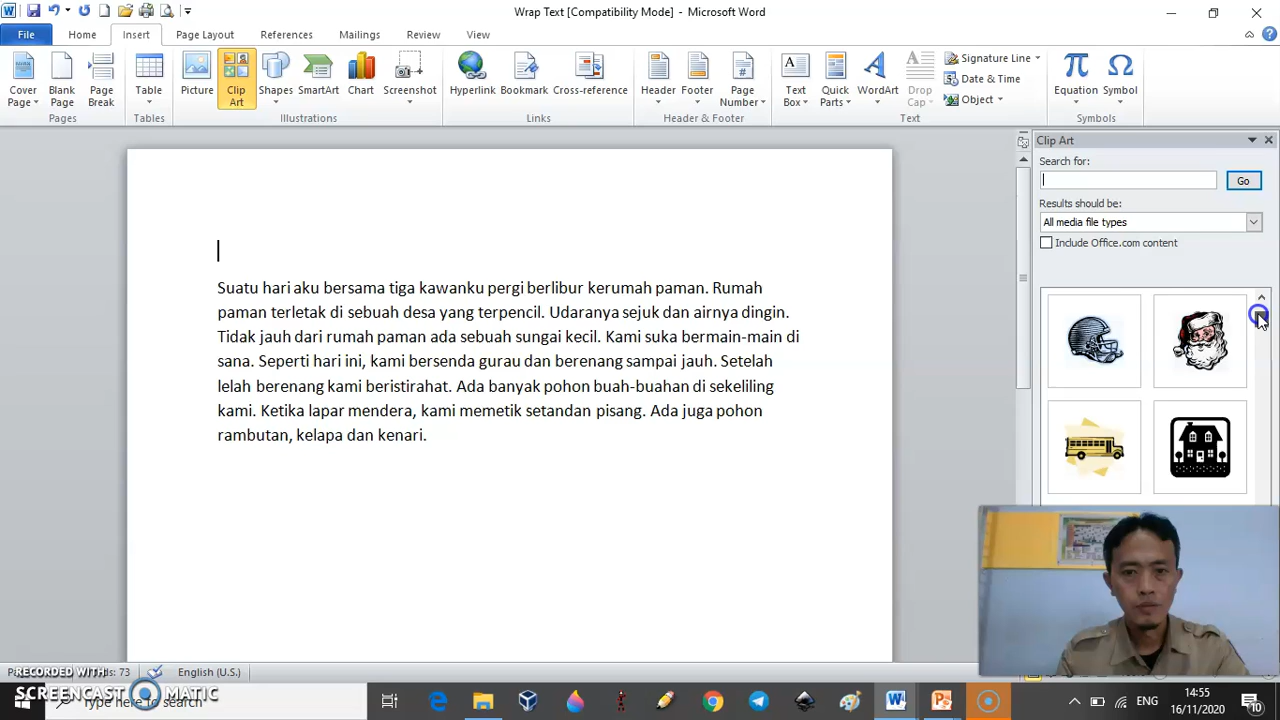 Wrap Text [Compatibility Mode] - Microsoft Word
File Home Insert Page Layout References Mailings Review View
Cover Page
Blank Page
Page Break
Table
Picture
Clip Art
Shapes
SmartArt
Chart
Screenshot
Hyperlink
Bookmark
Cross-reference
Header
Footer
Page Number
Text Box
Quick Parts
WordArt
Drop Cap
Signature Line
Date & Time
Object
Equation
Symbol
Pages Tables Illustrations Links Header & Footer Text Symbols
Clip Art
Search for:
Go
Results should be:
All media file types
Include Office.com content
Suatu hari aku bersama tiga kawanku pergi berlibur kerumah paman. Rumah
paman terletak di sebuah desa yang terpencil. Udaranya sejuk dan airnya dingin.
Tidak jauh dari rumah paman ada sebuah sungai kecil. Kami suka bermain-main di
sana. Seperti hari ini, kami bersenda gurau dan berenang sampai jauh. Setelah
lelah berenang kami beristirahat. Ada banyak pohon buah-buahan di sekeliling
kami. Ketika lapar mendera, kami memetik setandan pisang. Ada juga pohon
rambutan, kelapa dan kenari.
73 English (U.S.)
RECORDED WITH
SCREENCAST MATIC
Type here to search
ENG
14:55
16/11/2020
10